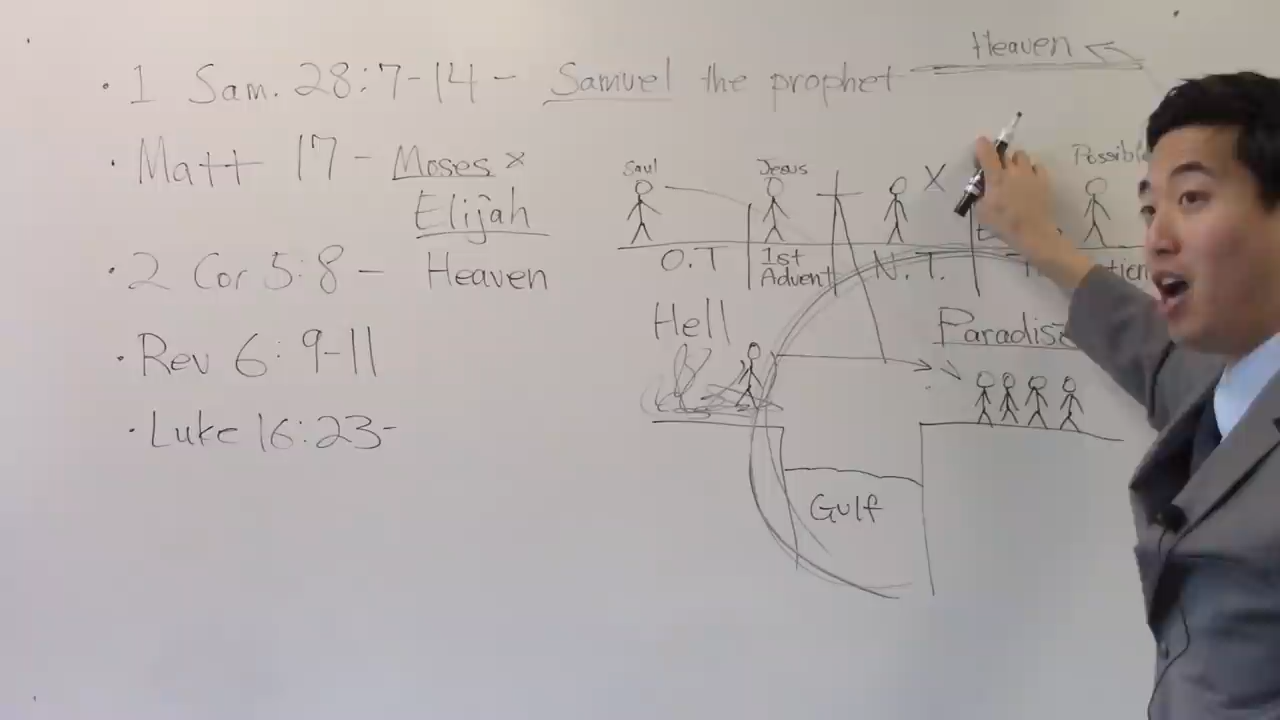 • 1 Sam. 28:7-14 - Samuel the prophet
Heaven
• Matt 17 - Moses x
Elijah
• 2 Cor 5:8 - Heaven
• Rev 6:9-11
• Luke 16:23-
Saul
Jesus
X
O.T
1st
Advent
N.T.
Hell
Gulf